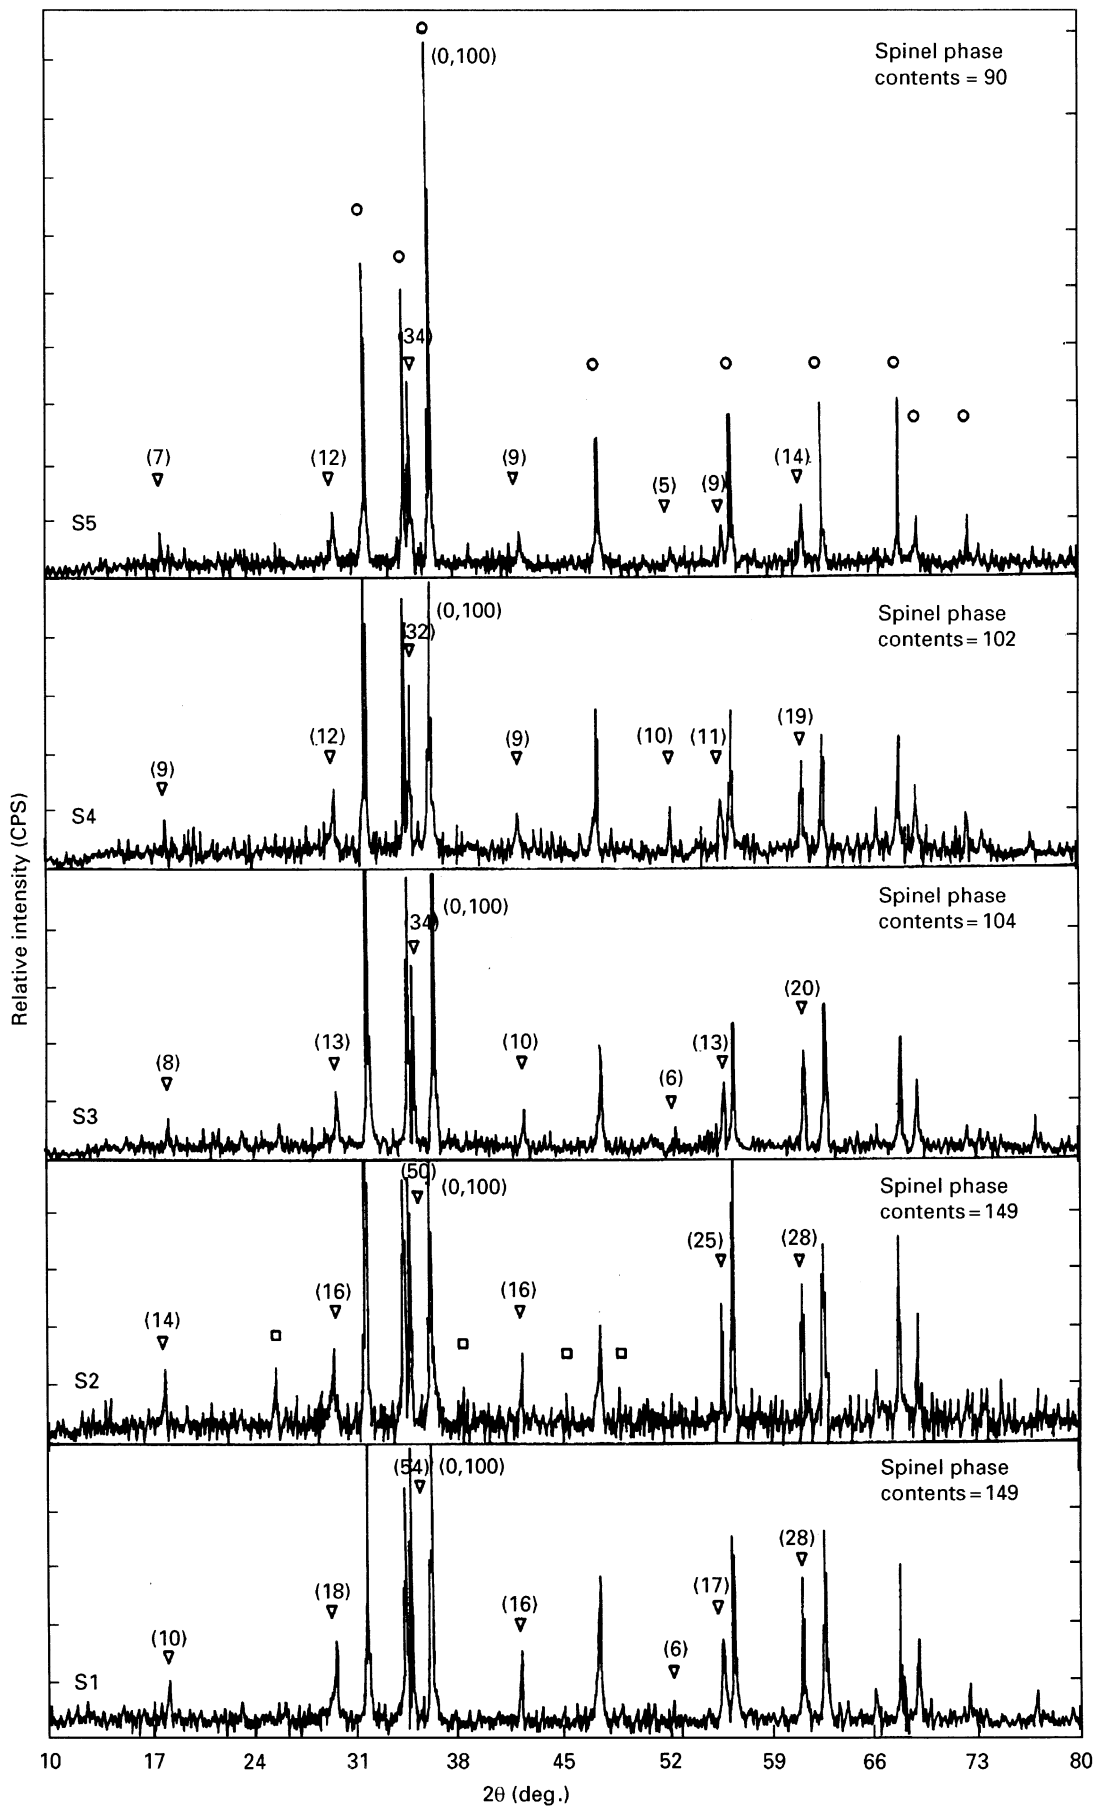 (0,100)
Spinel phase
contents = 90
(34)
(7)
(12)
(9)
(5)
(9)
(14)
S5
(0,100)
Spinel phase
contents = 102
(32)
(9)
(12)
(9)
(10)
(11)
(19)
S4
(0,100)
Spinel phase
contents = 104
34)
(8)
(13)
(10)
(6)
(13)
(20)
S3
(50)
(0,100)
Spinel phase
contents = 149
(14)
(16)
(16)
(25)
(28)
S2
(54)
(0,100)
Spinel phase
contents = 149
(10)
(18)
(16)
(6)
(17)
(28)
S1
Relative intensity (CPS)
10 17 24 31 38 45 52 59 66 73 80
2θ (deg.)